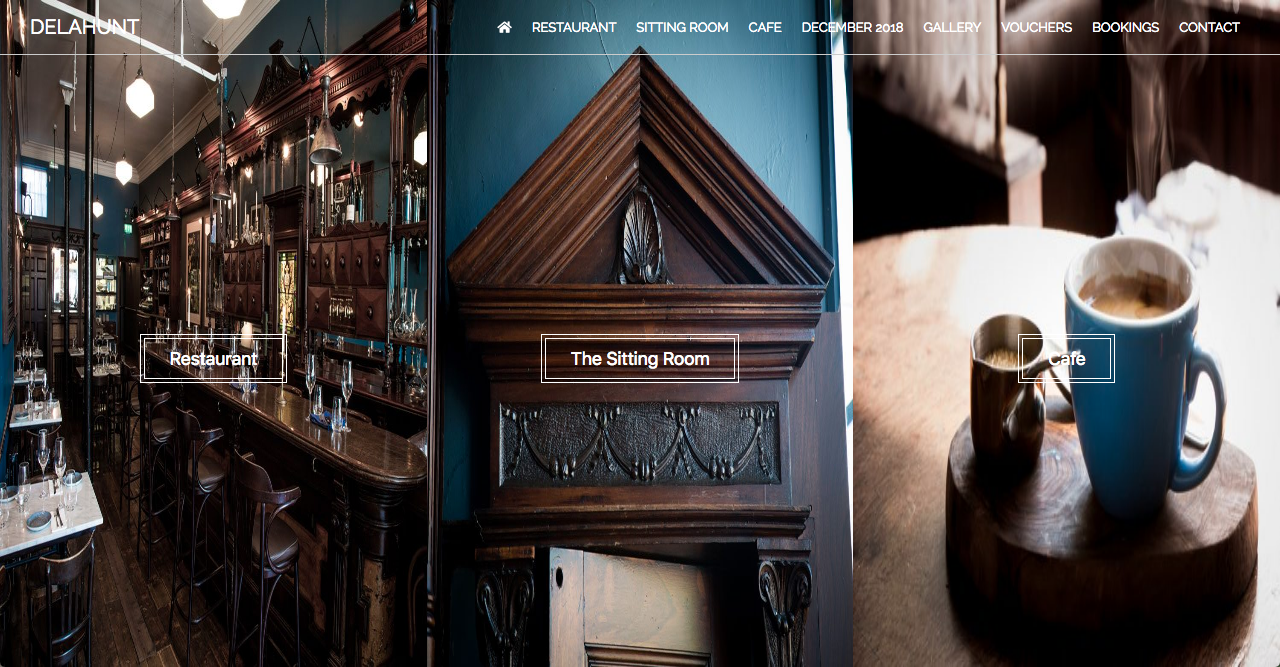 DELAHUNT
RESTAURANT SITTING ROOM CAFE DECEMBER 2018 GALLERY VOUCHERS BOOKINGS CONTACT
Restaurant
The Sitting Room
Cafe